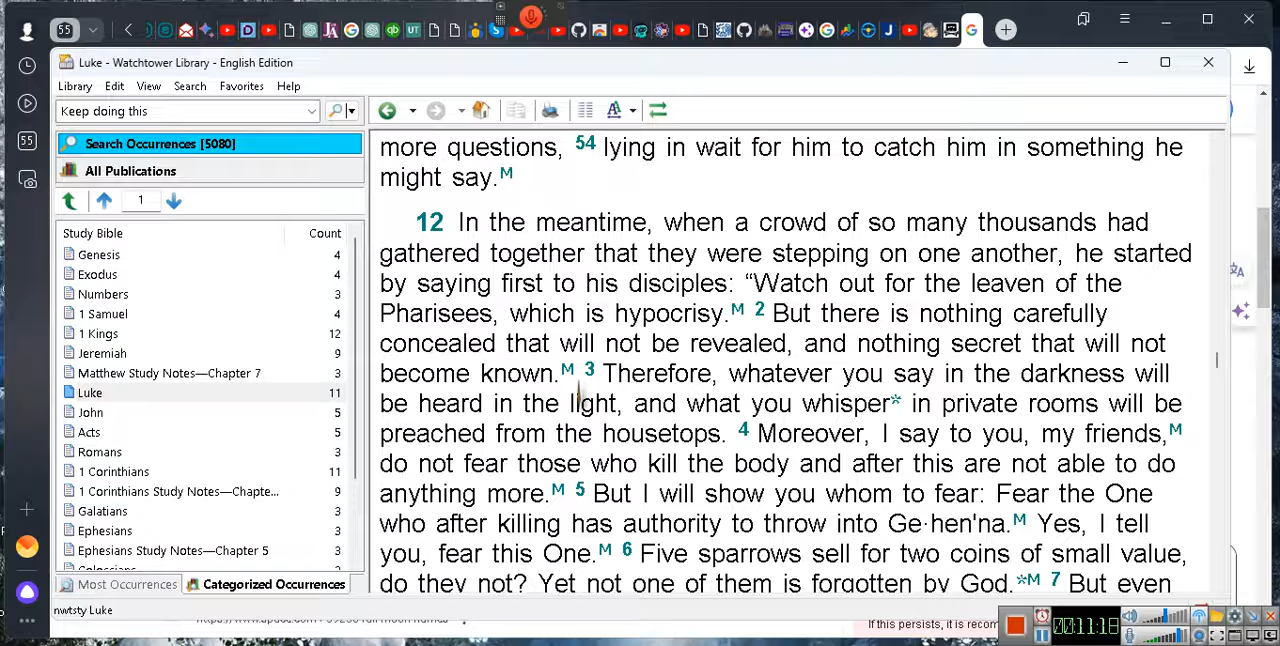 55
Luke - Watchtower Library - English Edition
Library Edit View Search Favorites Help
Keep doing this
Search Occurrences [5080]
All Publications
1
Study Bible Count
Genesis 4
Exodus 4
Numbers 3
1 Samuel 4
1 Kings 12
Jeremiah 9
Matthew Study Notes—Chapter 7 3
Luke 11
John 5
Acts 5
Romans 3
1 Corinthians 11
1 Corinthians Study Notes—Chapte... 9
Galatians 3
Ephesians 3
Ephesians Study Notes—Chapter 5 3
Most Occurrences Categorized Occurrences
nwtsty Luke
more questions, 54 lying in wait for him to catch him in something he
might say.M
12 In the meantime, when a crowd of so many thousands had
gathered together that they were stepping on one another, he started
by saying first to his disciples: “Watch out for the leaven of the
Pharisees, which is hypocrisy.M 2 But there is nothing carefully
concealed that will not be revealed, and nothing secret that will not
become known.M 3 Therefore, whatever you say in the darkness will
be heard in the light, and what you whisper* in private rooms will be
preached from the housetops. 4 Moreover, I say to you, my friends,M
do not fear those who kill the body and after this are not able to do
anything more.M 5 But I will show you whom to fear: Fear the One
who after killing has authority to throw into Ge·hen′na.M Yes, I tell
you, fear this One.M 6 Five sparrows sell for two coins of small value,
do they not? Yet not one of them is forgotten by God.*M 7 But even
If this persists, it is recom
00:11:18